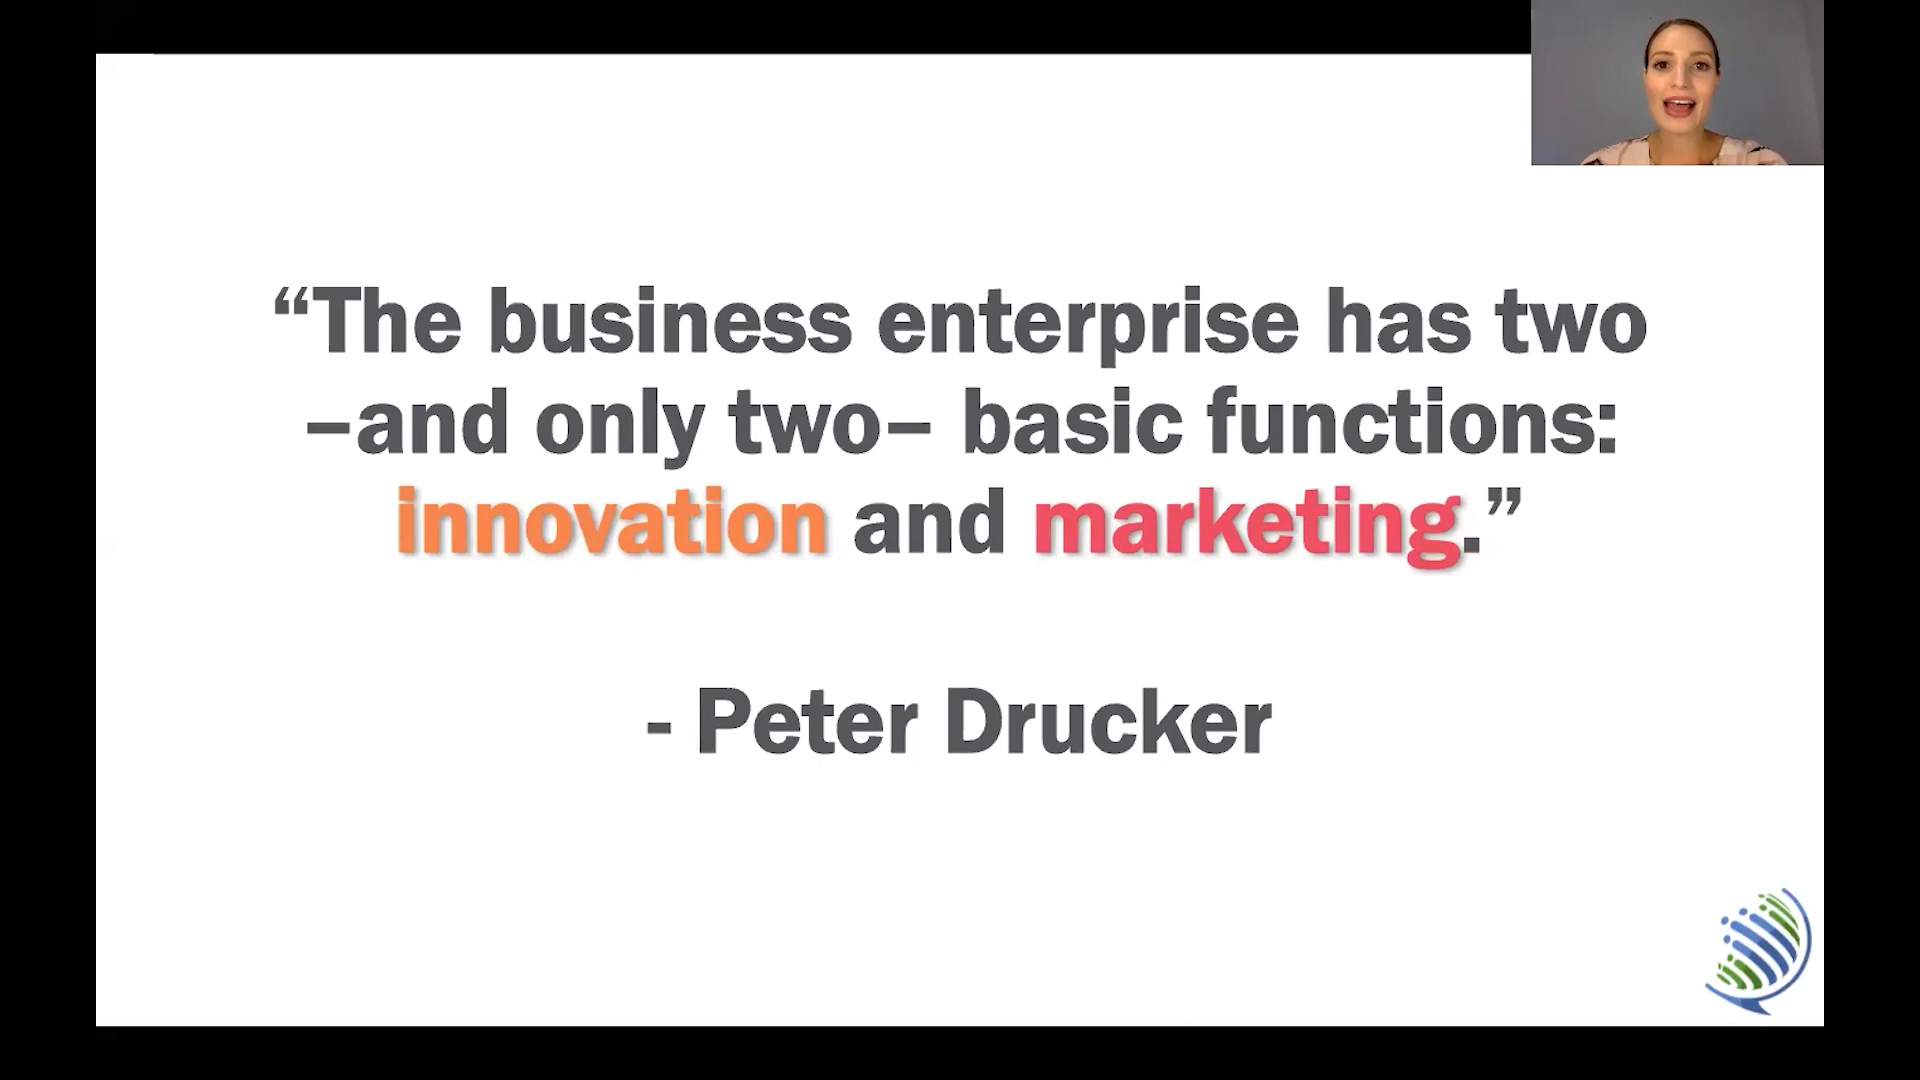 “The business enterprise has two
–and only two– basic functions:
innovation and marketing.”
- Peter Drucker